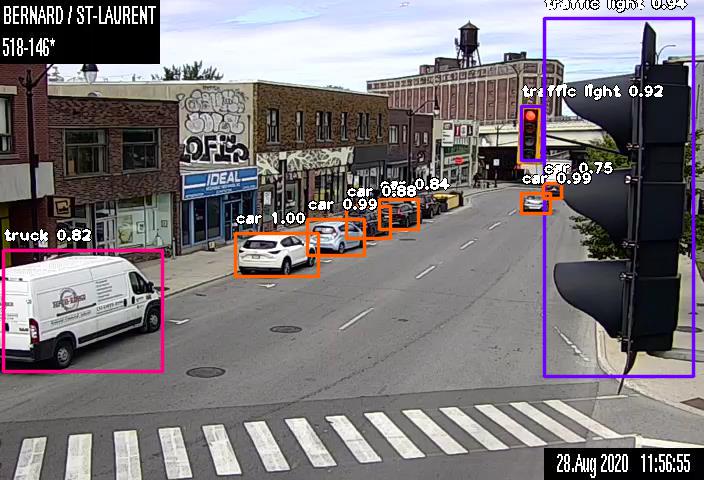 BERNARD / ST-LAURENT
518-146*
traffic light 0.94
traffic light 0.92
car 0.75
car 0.99
car 0.84
car 0.88
car 0.99
car 1.00
truck 0.82
IDEAL
28.Aug 2020 11:56:55